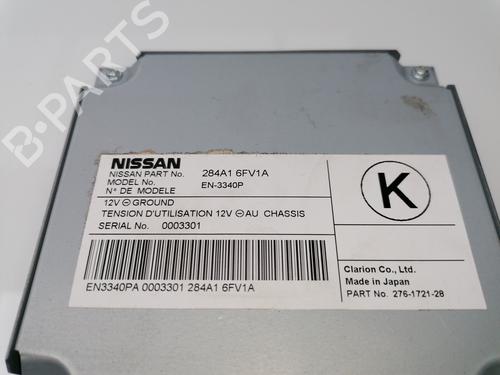 B-PARTS
NISSAN
NISSAN PART No. 284A1 6FV1A
MODEL No. EN-3340P
N° DE MODELE
12V ⊖ GROUND
TENSION D'UTILISATION 12V ⊖ AU CHASSIS
SERIAL No. 0003301
EN3340PA 0003301 284A1 6FV1A
K
Clarion Co., Ltd.
Made in Japan
PART No. 276-1721-28